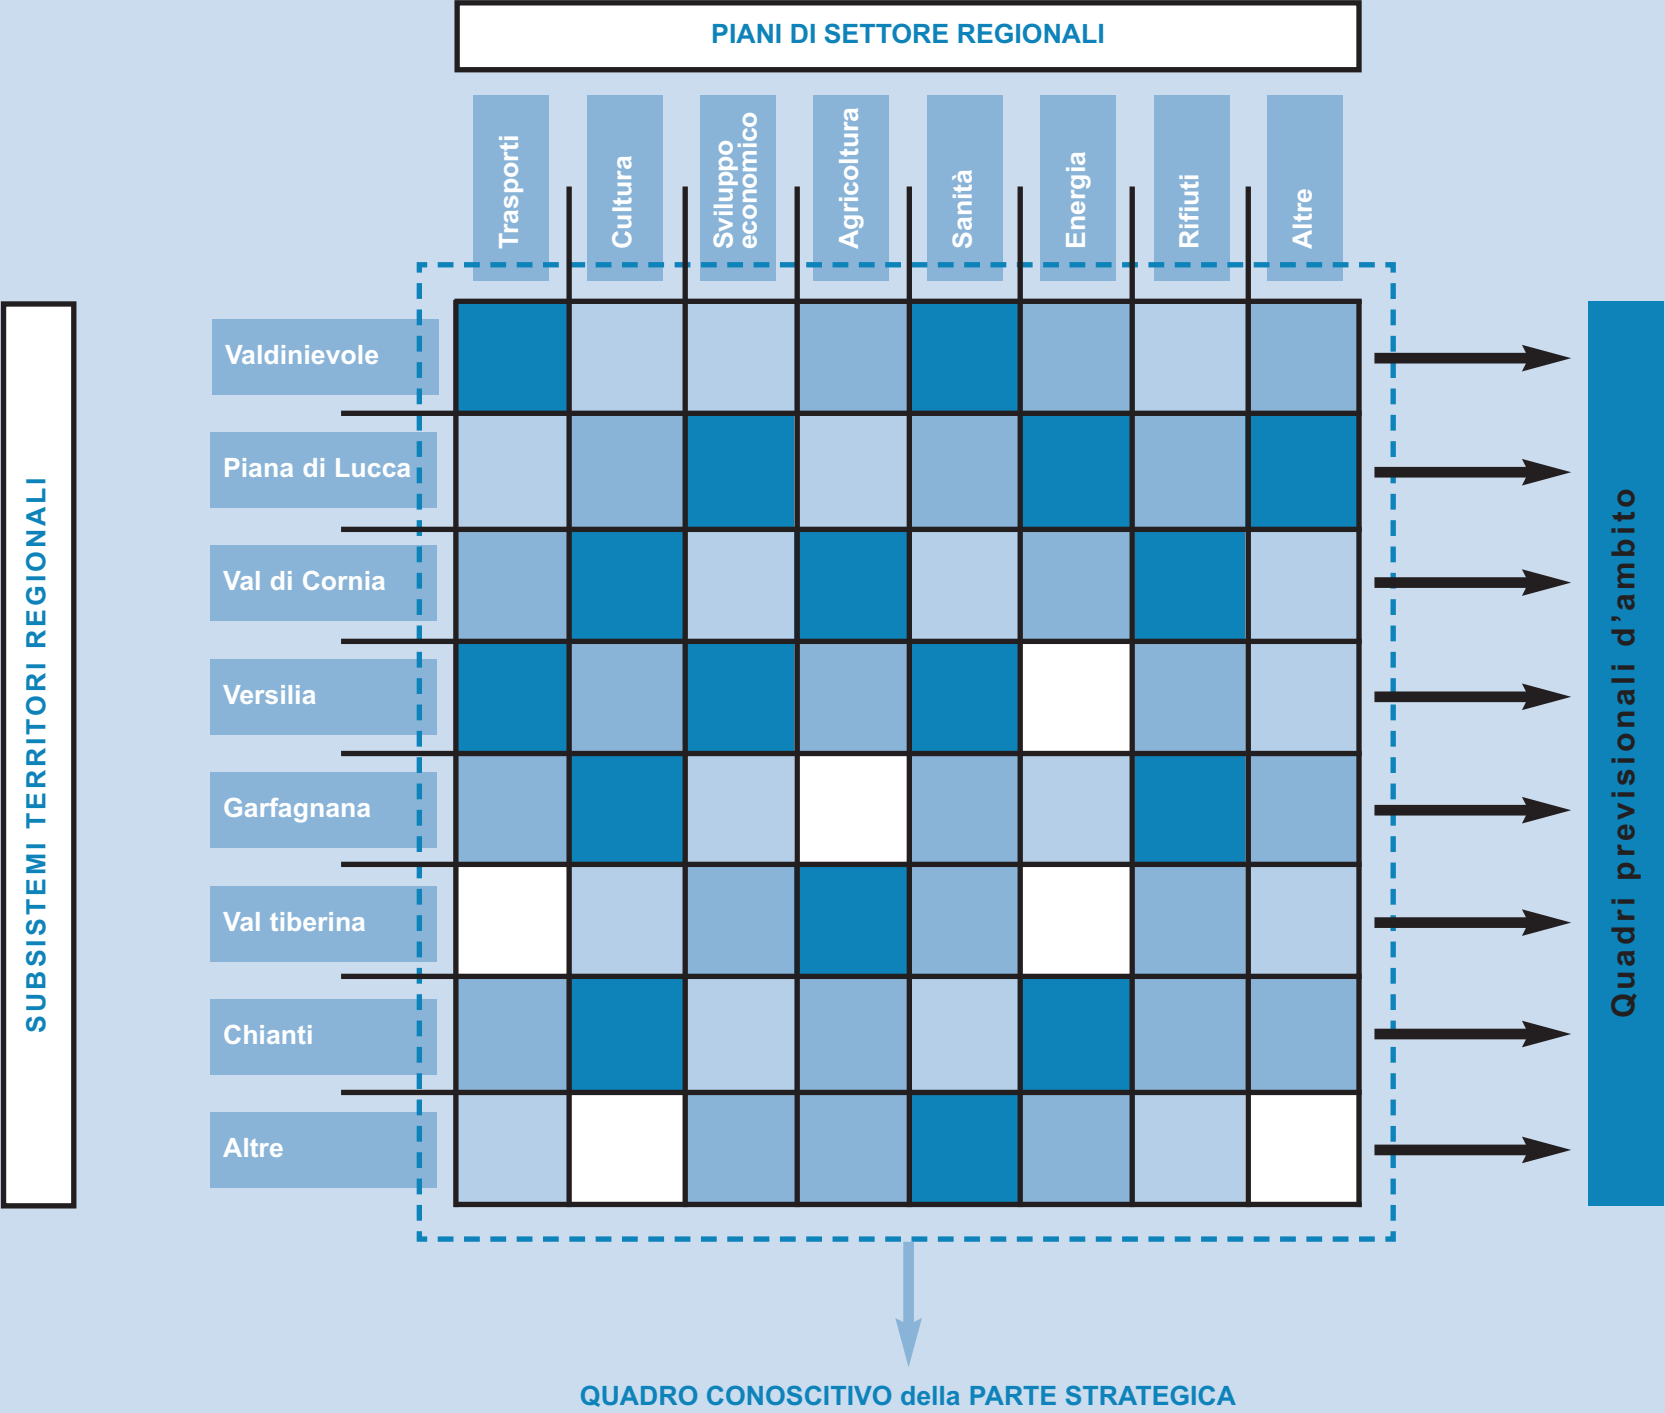 PIANI DI SETTORE REGIONALI
Trasporti
Cultura
Sviluppo
economico
Agricoltura
Sanità
Energia
Rifiuti
Altre
SUBSISTEMI TERRITORI REGIONALI
Valdinievole
Piana di Lucca
Val di Cornia
Versilia
Garfagnana
Val tiberina
Chianti
Altre
Quadri previsionali d'ambito
QUADRO CONOSCITIVO della PARTE STRATEGICA